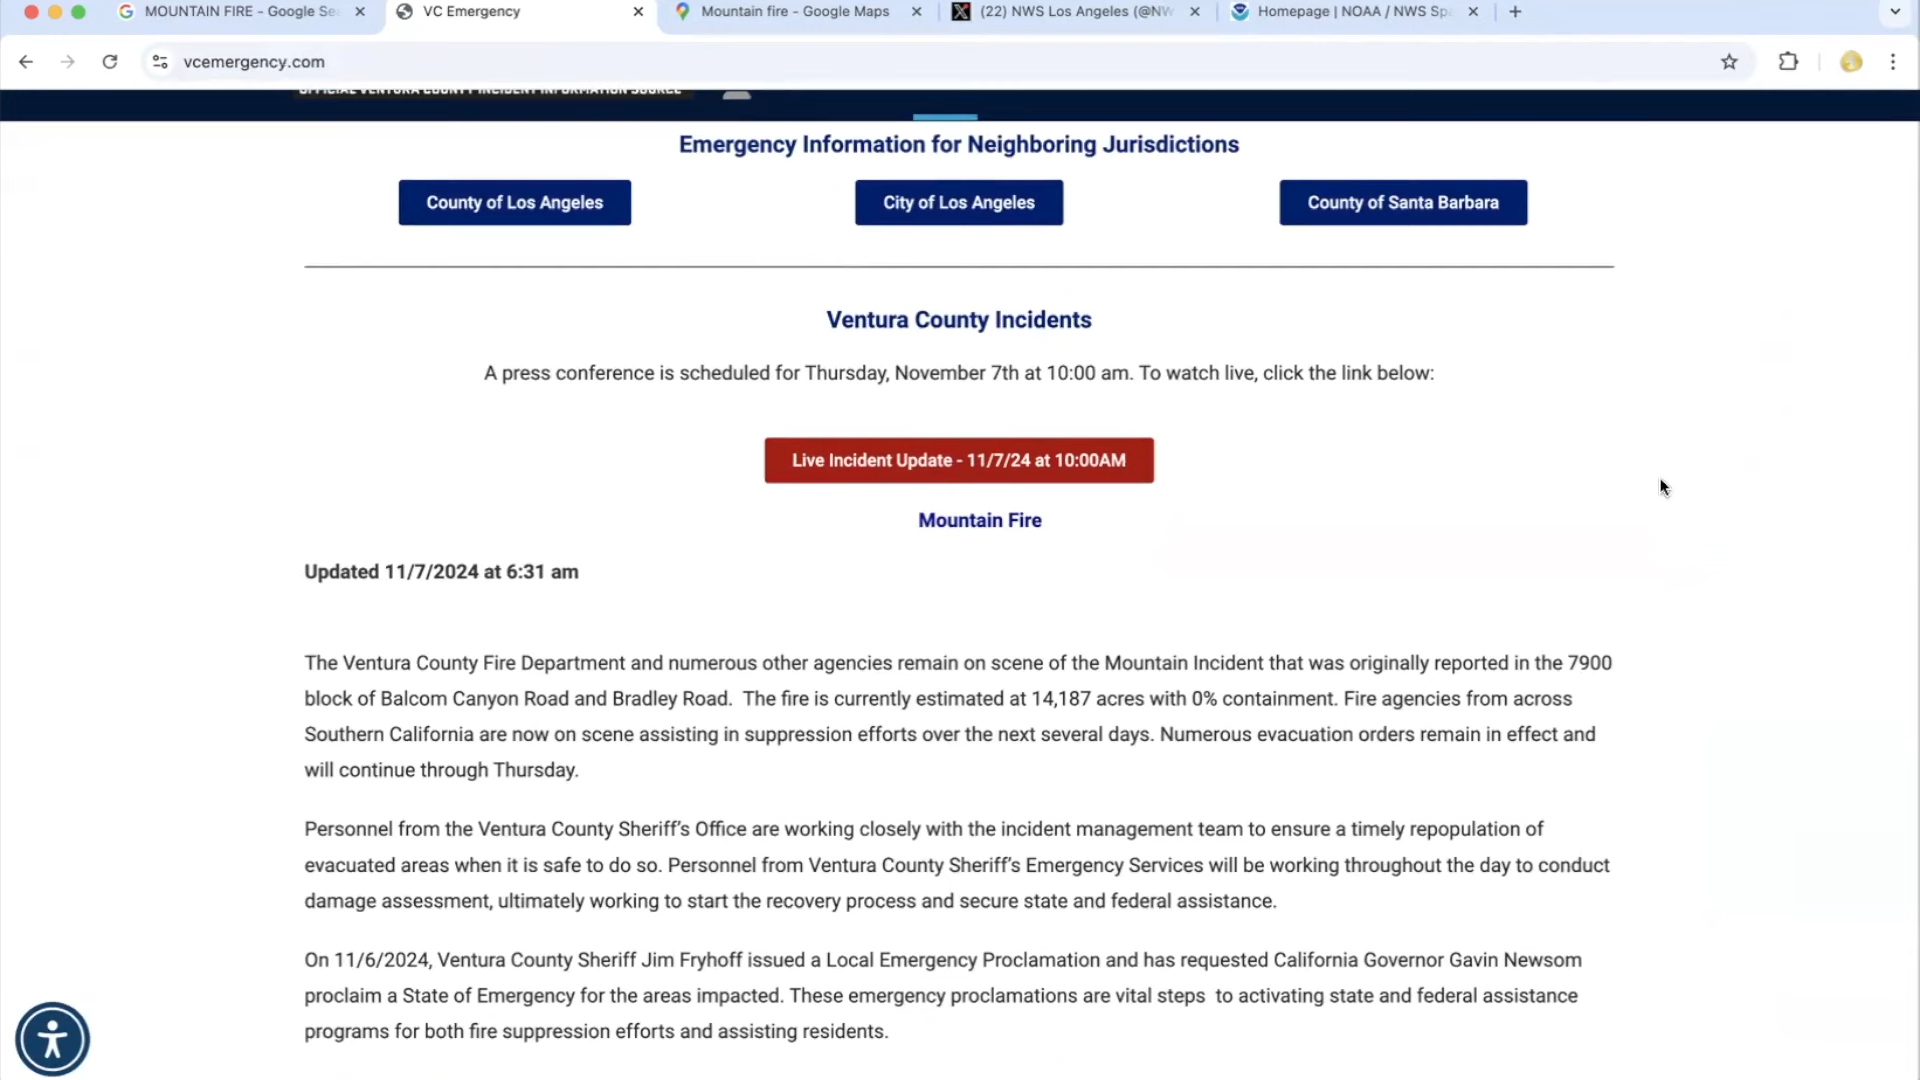 MOUNTAIN FIRE - Google Se
VC Emergency
Mountain fire - Google Maps
(22) NWS Los Angeles (@NW
Homepage | NOAA / NWS Sp
vcemergency.com
OFFICIAL VENTURA COUNTY INCIDENT INFORMATION SOURCE
Emergency Information for Neighboring Jurisdictions
County of Los Angeles
City of Los Angeles
County of Santa Barbara
Ventura County Incidents
A press conference is scheduled for Thursday, November 7th at 10:00 am. To watch live, click the link below:
Live Incident Update - 11/7/24 at 10:00AM
Mountain Fire
Updated 11/7/2024 at 6:31 am
The Ventura County Fire Department and numerous other agencies remain on scene of the Mountain Incident that was originally reported in the 7900
block of Balcom Canyon Road and Bradley Road.  The fire is currently estimated at 14,187 acres with 0% containment. Fire agencies from across
Southern California are now on scene assisting in suppression efforts over the next several days. Numerous evacuation orders remain in effect and
will continue through Thursday.
Personnel from the Ventura County Sheriff’s Office are working closely with the incident management team to ensure a timely repopulation of
evacuated areas when it is safe to do so. Personnel from Ventura County Sheriff’s Emergency Services will be working throughout the day to conduct
damage assessment, ultimately working to start the recovery process and secure state and federal assistance.
On 11/6/2024, Ventura County Sheriff Jim Fryhoff issued a Local Emergency Proclamation and has requested California Governor Gavin Newsom
proclaim a State of Emergency for the areas impacted. These emergency proclamations are vital steps  to activating state and federal assistance
programs for both fire suppression efforts and assisting residents.